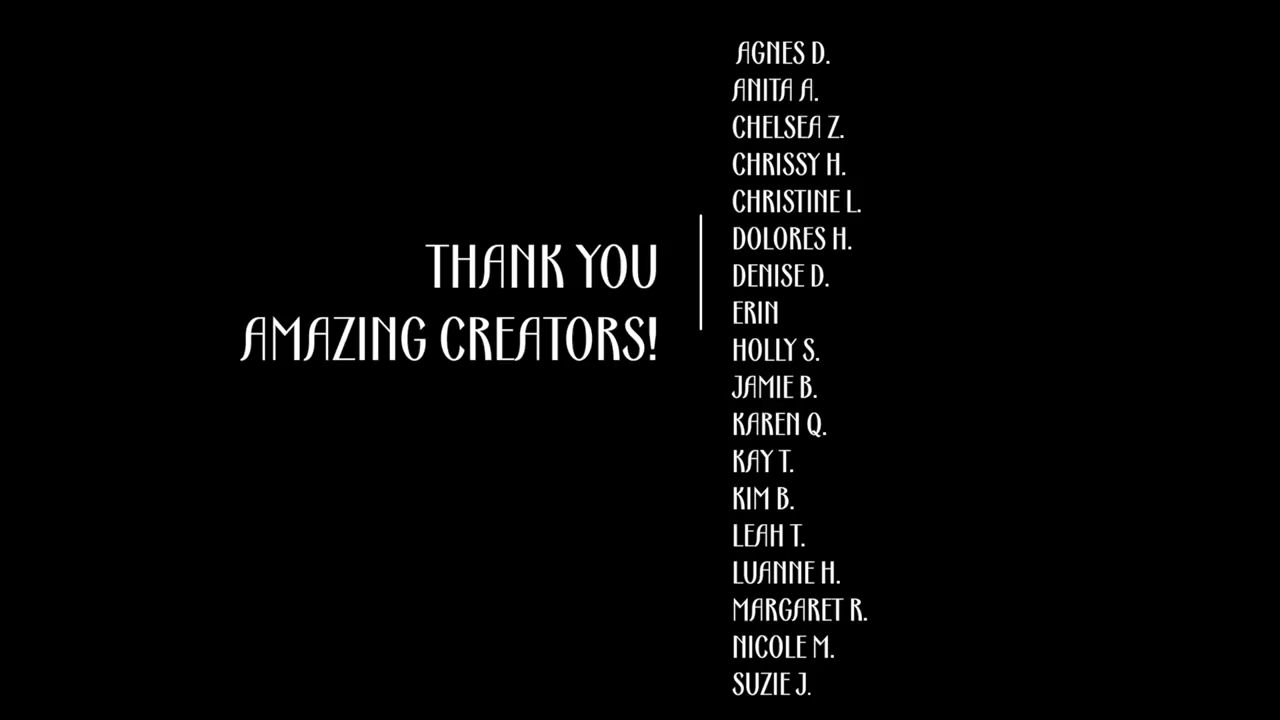 THANK YOU
AMAZING CREATORS!
AGNES D.
ANITA A.
CHELSEA Z.
CHRISSY H.
CHRISTINE L.
DOLORES H.
DENISE D.
ERIN
HOLLY S.
JAMIE B.
KAREN Q.
KAY T.
KIM B.
LEAH T.
LUANNE H.
MARGARET R.
NICOLE M.
SUZIE J.